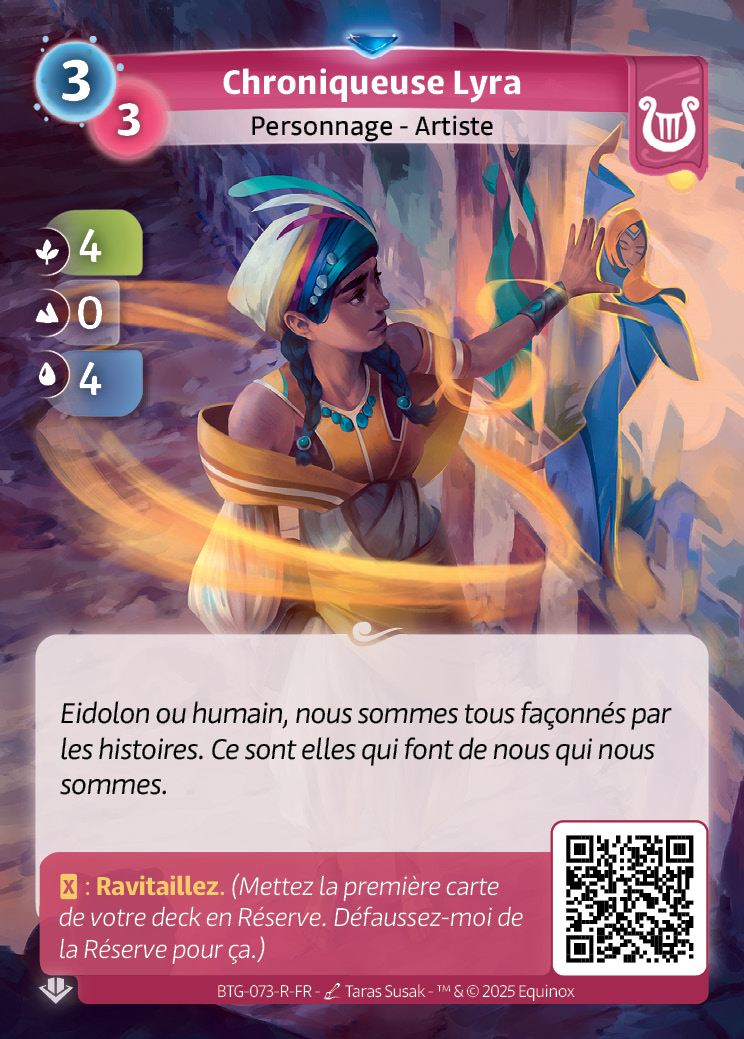 3
3
Chroniqueuse Lyra
Personnage - Artiste
4
0
4
Eidolon ou humain, nous sommes tous façonnés par
les histoires. Ce sont elles qui font de nous qui nous
sommes.
X : Ravitaillez. (Mettez la première carte
de votre deck en Réserve. Défaussez-moi de
la Réserve pour ça.)
BTG-073-R-FR - Taras Susak - ™ & © 2025 Equinox